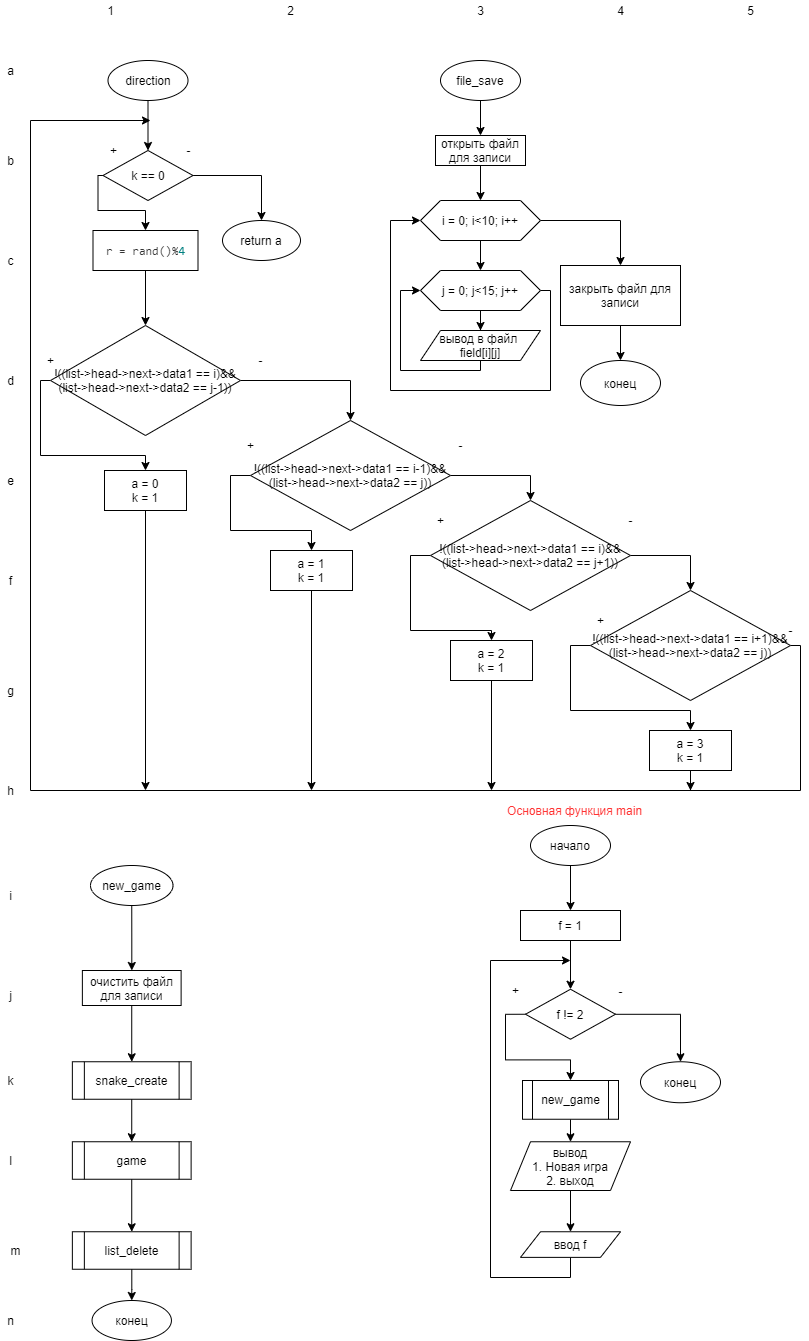 1
2
3
4
5
a
direction
file_save
b
+
-
k == 0
открыть файл
для записи
return a
i = 0; i<10; i++
c
r = rand()%4
j = 0; j<15; j++
закрыть файл для
записи
вывод в файл
field[i][j]
d
+
-
!((list->head->next->data1 == i)&&
(list->head->next->data2 == j-1))
конец
e
+
-
!((list->head->next->data1 == i-1)&&
(list->head->next->data2 == j))
a = 0
k = 1
f
+
-
!((list->head->next->data1 == i)&&
(list->head->next->data2 == j+1))
a = 1
k = 1
+
-
!((list->head->next->data1 == i+1)&&
(list->head->next->data2 == j))
a = 2
k = 1
g
a = 3
k = 1
h
Основная функция main
начало
i
new_game
f = 1
j
очистить файл
для записи
+
-
f != 2
k
snake_create
конец
new_game
l
game
вывод
1. Новая игра
2. выход
m
list_delete
ввод f
n
конец